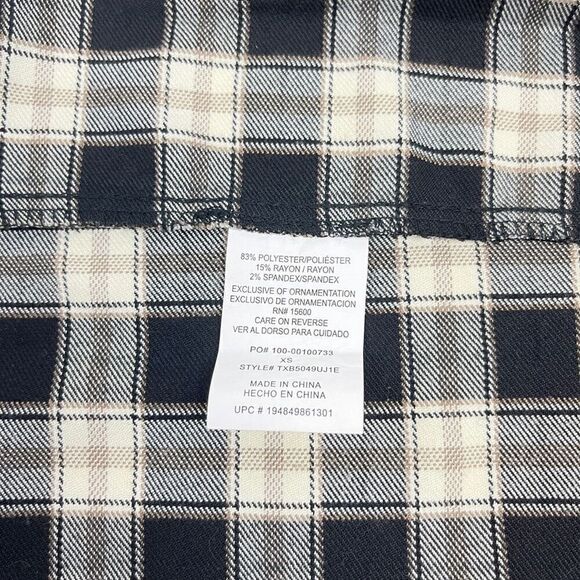 83% POLYESTER/POLIÉSTER
15% RAYON / RAYON
2% SPANDEX/SPANDEX
EXCLUSIVE OF ORNAMENTATION
EXCLUSIVO DE ORNAMENTACION
RN# 15600
CARE ON REVERSE
VER AL DORSO PARA CUIDADO
PO# 100-00100733
XS
STYLE# TXB5049UJ1E
MADE IN CHINA
HECHO EN CHINA
UPC # 194849861301